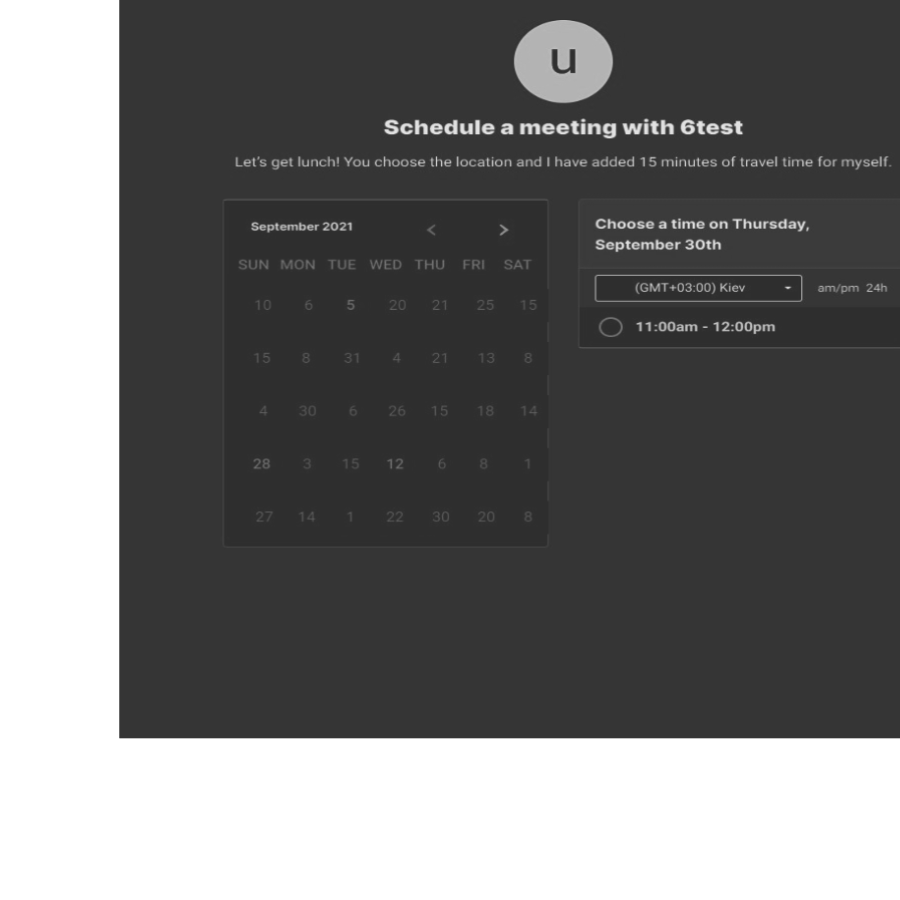 u
Schedule a meeting with 6test
Let's get lunch! You choose the location and I have added 15 minutes of travel time for myself.
September 2021 < >
SUN MON TUE WED THU FRI SAT
10 6 5 20 21 25 15
15 8 31 4 21 13 8
4 30 6 26 15 18 14
28 3 15 12 6 8 1
27 14 1 22 30 20 8
Choose a time on Thursday,
September 30th
(GMT+03:00) Kiev am/pm 24h
11:00am - 12:00pm